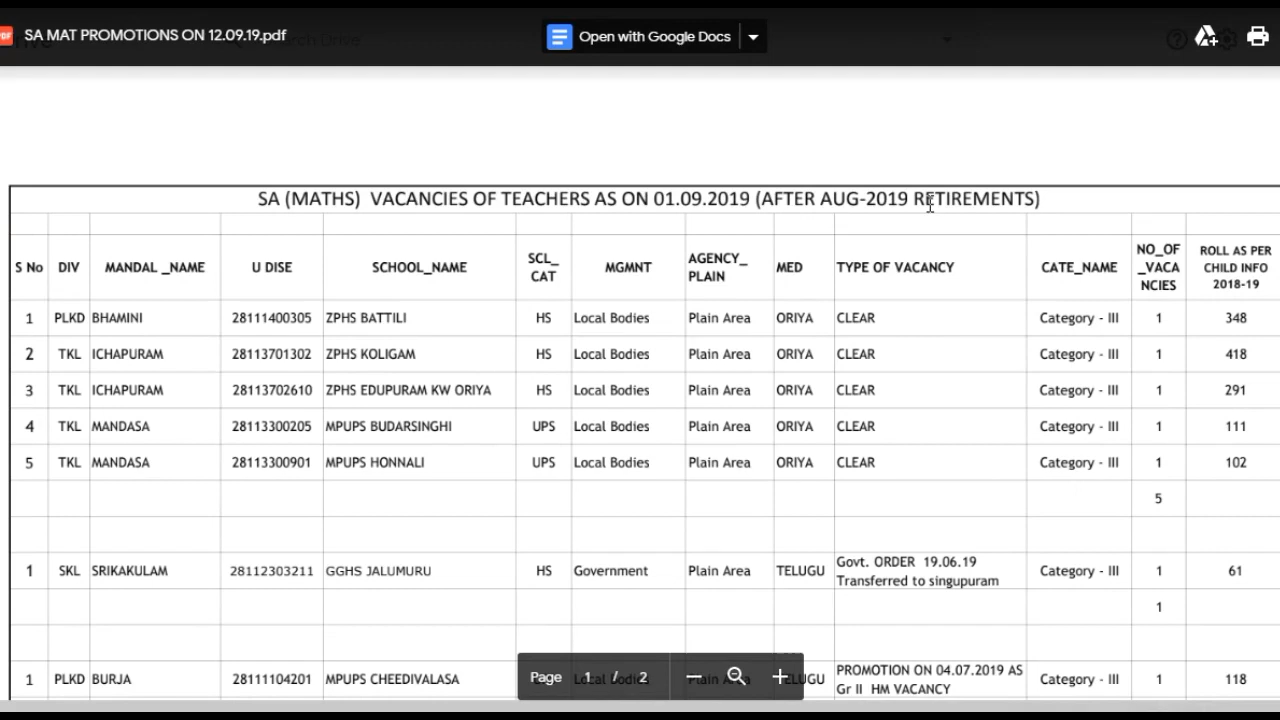 SA MAT PROMOTIONS ON 12.09.19.pdf
Open with Google Docs
SA (MATHS) VACANCIES OF TEACHERS AS ON 01.09.2019 (AFTER AUG-2019 RETIREMENTS)
S No DIV MANDAL _NAME U DISE SCHOOL_NAME SCL_ CAT MGMNT AGENCY_ PLAIN MED TYPE OF VACANCY CATE_NAME NO_OF _VACA NCIES ROLL AS PER CHILD INFO 2018-19
1 PLKD BHAMINI 28111400305 ZPHS BATTILI HS Local Bodies Plain Area ORIYA CLEAR Category - III 1 348
2 TKL ICHAPURAM 28113701302 ZPHS KOLIGAM HS Local Bodies Plain Area ORIYA CLEAR Category - III 1 418
3 TKL ICHAPURAM 28113702610 ZPHS EDUPURAM KW ORIYA HS Local Bodies Plain Area ORIYA CLEAR Category - III 1 291
4 TKL MANDASA 28113300205 MPUPS BUDARSINGHI UPS Local Bodies Plain Area ORIYA CLEAR Category - III 1 111
5 TKL MANDASA 28113300901 MPUPS HONNALI UPS Local Bodies Plain Area ORIYA CLEAR Category - III 1 102
5
1 SKL SRIKAKULAM 28112303211 GGHS JALUMURU HS Government Plain Area TELUGU Govt. ORDER 19.06.19 Transferred to singupuram Category - III 1 61
1
1 PLKD BURJA 28111104201 MPUPS CHEEDIVALASA PROMOTION ON 04.07.2019 AS Gr II HM VACANCY Category - III 1 118
Page 1 / 2